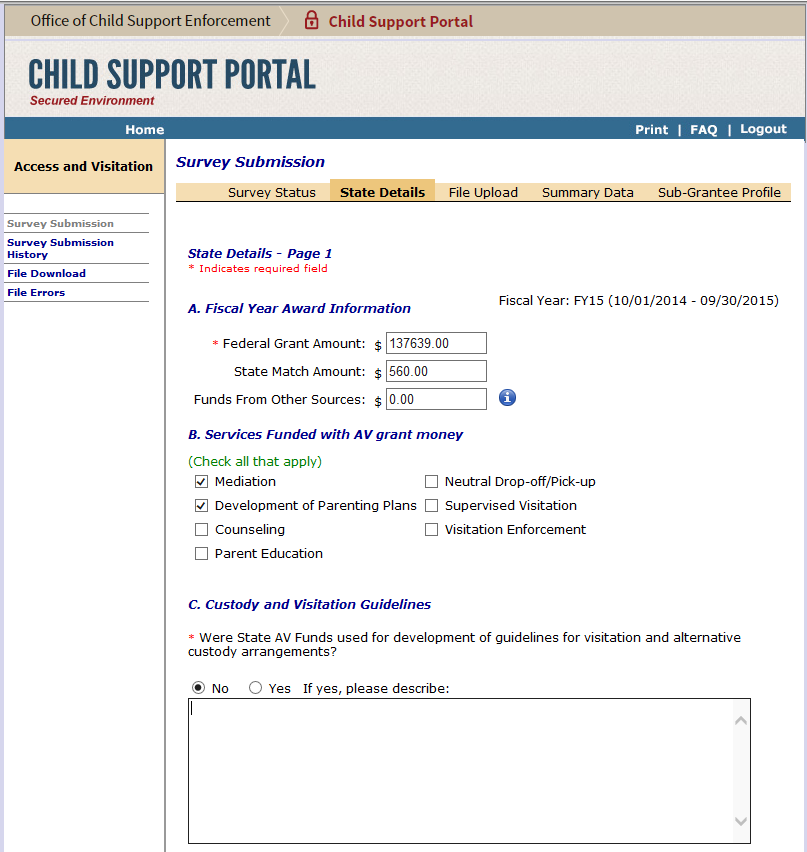 Office of Child Support Enforcement Child Support Portal
CHILD SUPPORT PORTAL
Secured Environment
Home Print | FAQ | Logout
Access and Visitation
Survey Submission
Survey Submission
History
File Download
File Errors
Survey Submission
Survey Status State Details File Upload Summary Data Sub-Grantee Profile
State Details - Page 1
* Indicates required field
Fiscal Year: FY15 (10/01/2014 - 09/30/2015)
A. Fiscal Year Award Information
* Federal Grant Amount: $ 137639.00
State Match Amount: $ 560.00
Funds From Other Sources: $ 0.00
B. Services Funded with AV grant money
(Check all that apply)
Mediation Neutral Drop-off/Pick-up
Development of Parenting Plans Supervised Visitation
Counseling Visitation Enforcement
Parent Education
C. Custody and Visitation Guidelines
* Were State AV Funds used for development of guidelines for visitation and alternative
custody arrangements?
No Yes If yes, please describe: